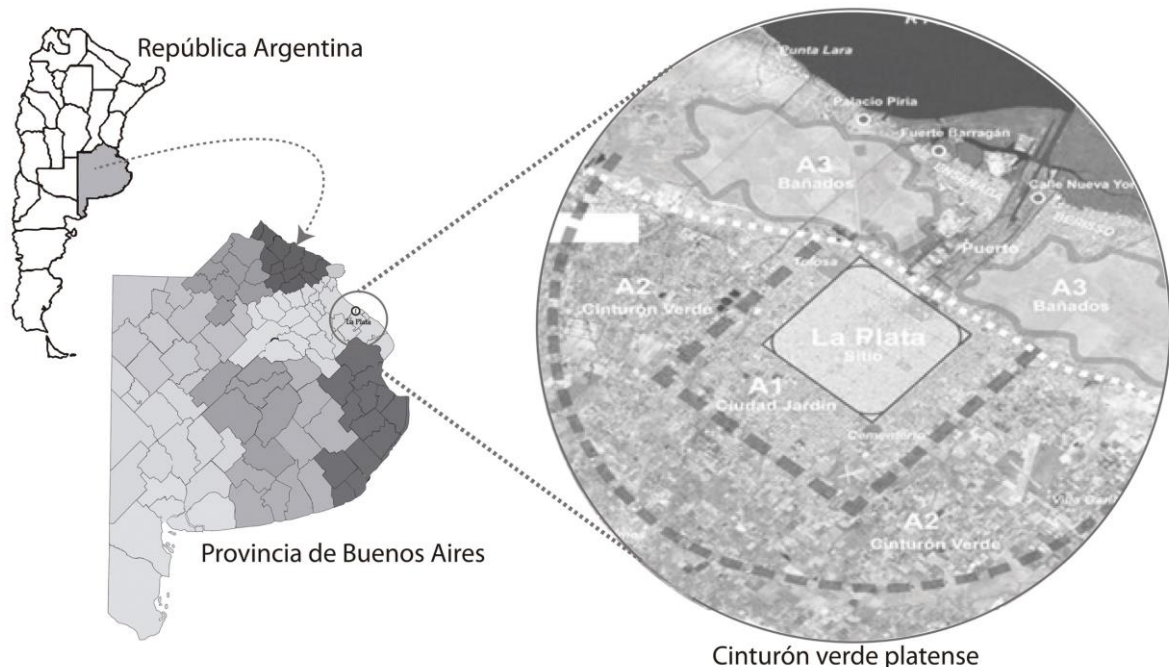 República Argentina
La Plata
Provincia de Buenos Aires
Punta Lara
Palacio Piria
Fuerte Barragán
A3
Bañados
ENSENADA
Calle Nueva Yor
BERISSO
Puerto
Tolosa
A2
Cinturón Verde
A3
Bañados
La Plata
Sitio
A1
Ciudad Jardín
Cementerio
A2
Cinturón Verde
Cinturón verde platense